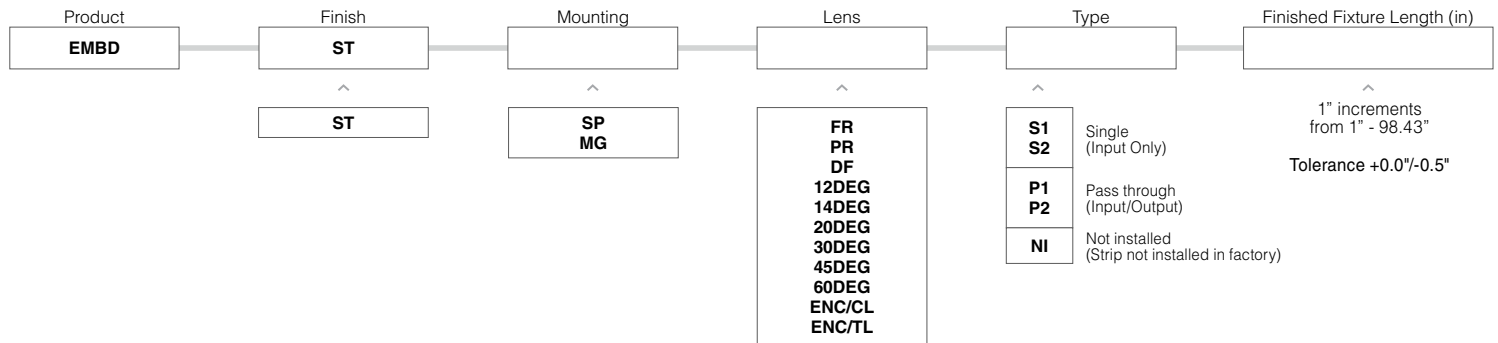 Product
Finish
Mounting
Lens
Type
Finished Fixture Length (in)
EMBD
ST
ST
SP
MG
FR
PR
DF
12DEG
14DEG
20DEG
30DEG
45DEG
60DEG
ENC/CL
ENC/TL
S1
S2
Single
(Input Only)
P1
P2
Pass through
(Input/Output)
NI
Not installed
(Strip not installed in factory)
1” increments
from 1” - 98.43”
Tolerance +0.0"/-0.5"